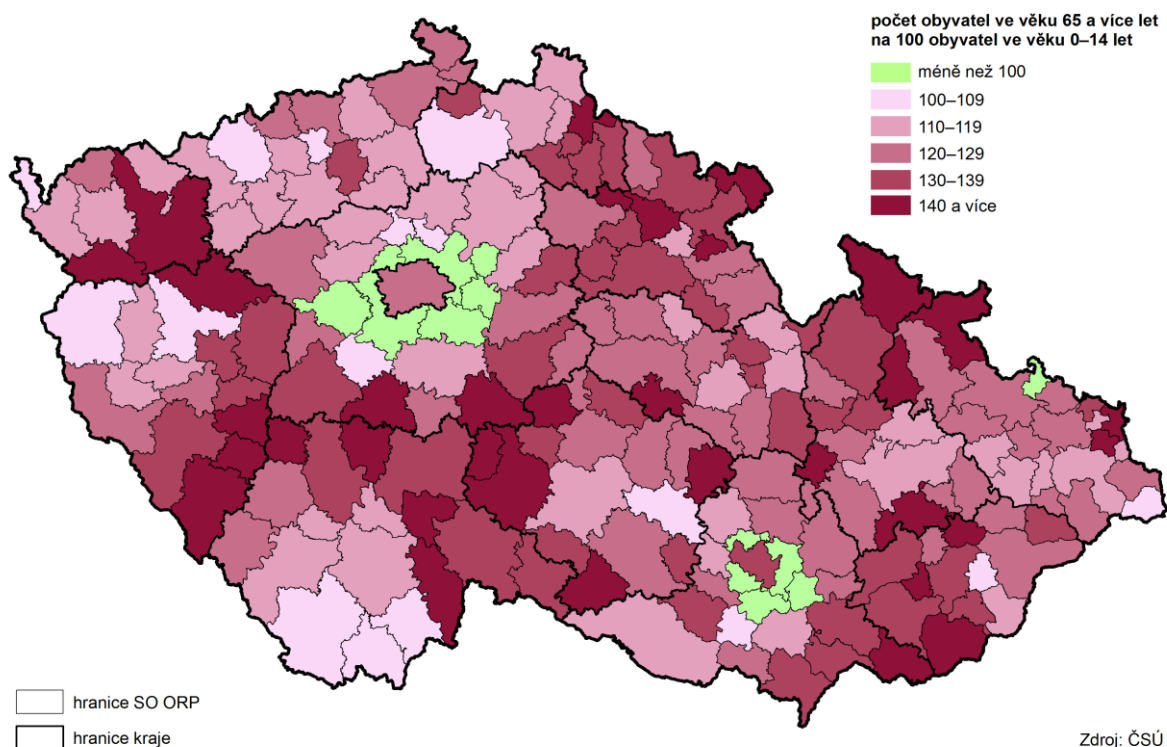 počet obyvatel ve věku 65 a více let
na 100 obyvatel ve věku 0–14 let
méně než 100
100–109
110–119
120–129
130–139
140 a více
hranice SO ORP
hranice kraje
Zdroj: ČSÚ